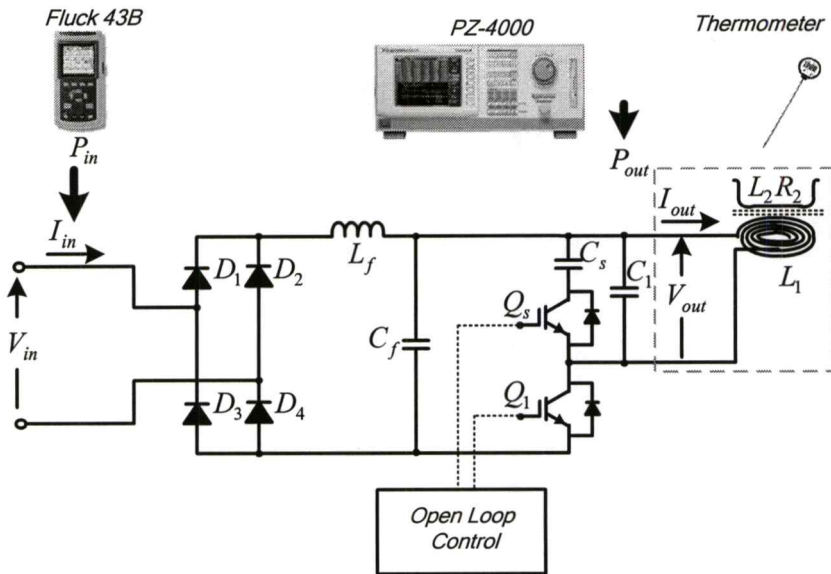 Fluck 43B
PZ-4000
Thermometer
P_in
P_out
I_in
I_out
L_2 R_2
L_f
C_s
C_1
L_1
D_1
D_2
Q_s
V_out
V_in
C_f
D_3
D_4
Q_1
Open Loop
Control